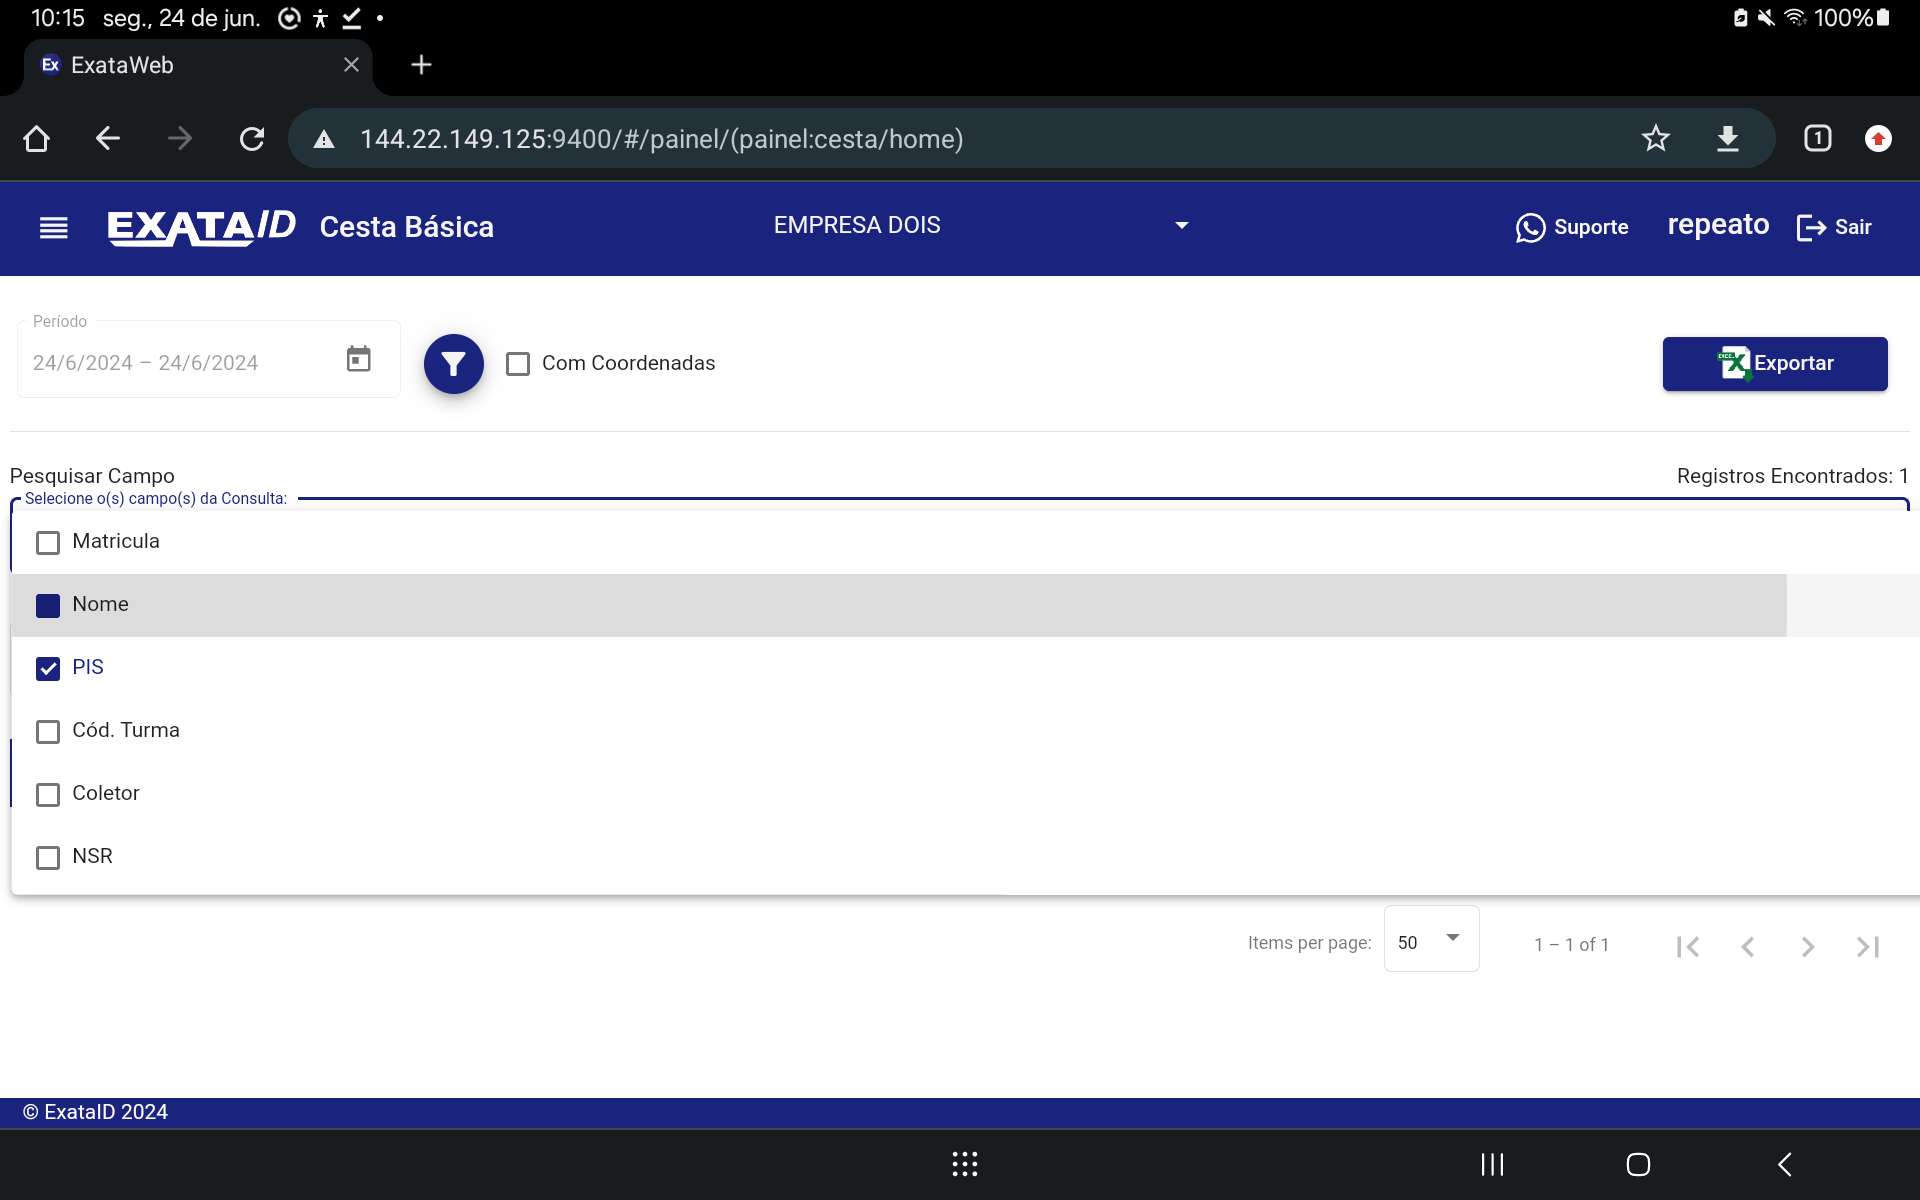 10:15 seg., 24 de jun. 100%
Ex ExataWeb
144.22.149.125:9400/#/painel/(painel:cesta/home) 1
EXATAID Cesta Básica EMPRESA DOIS Suporte repeato Sair
Período
24/6/2024 – 24/6/2024 Com Coordenadas Exportar
Pesquisar Campo Registros Encontrados: 1
Selecione o(s) campo(s) da Consulta:
Matricula
Nome
PIS
Cód. Turma
Coletor
NSR
Items per page: 50 1 – 1 of 1
© ExataID 2024